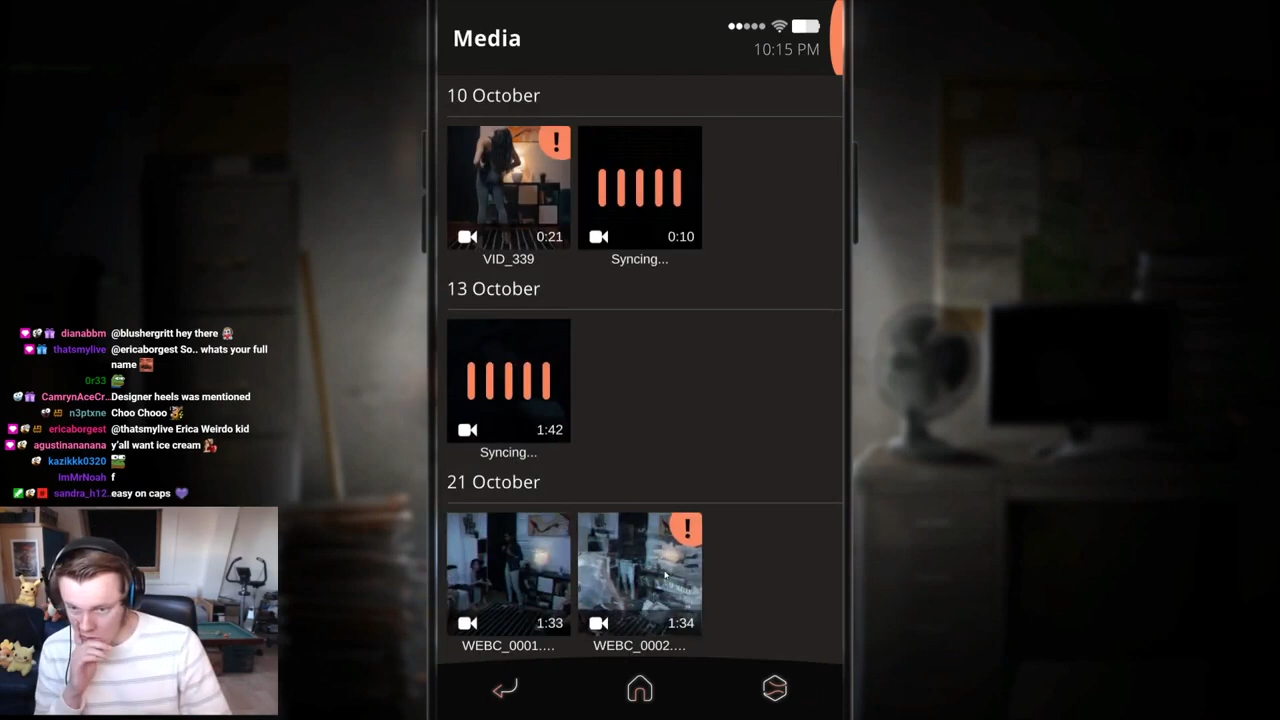 Media
10:15 PM
10 October
!
0:21
0:10
VID_339
Syncing...
13 October
1:42
Syncing...
21 October
!
1:33
1:34
WEBC_0001....
WEBC_0002....
dianabbm @blushergritt hey there
thatsmylive @ericaborgest So.. whats your full
name
0r33
CamrynAceCr... Designer heels was mentioned
n3ptxne Choo Chooo
ericaborgest @thatsmylive Erica Weirdo kid
agustinananana y'all want ice cream
kazikkk0320
ImMrNoah f
sandra_h12.. easy on caps